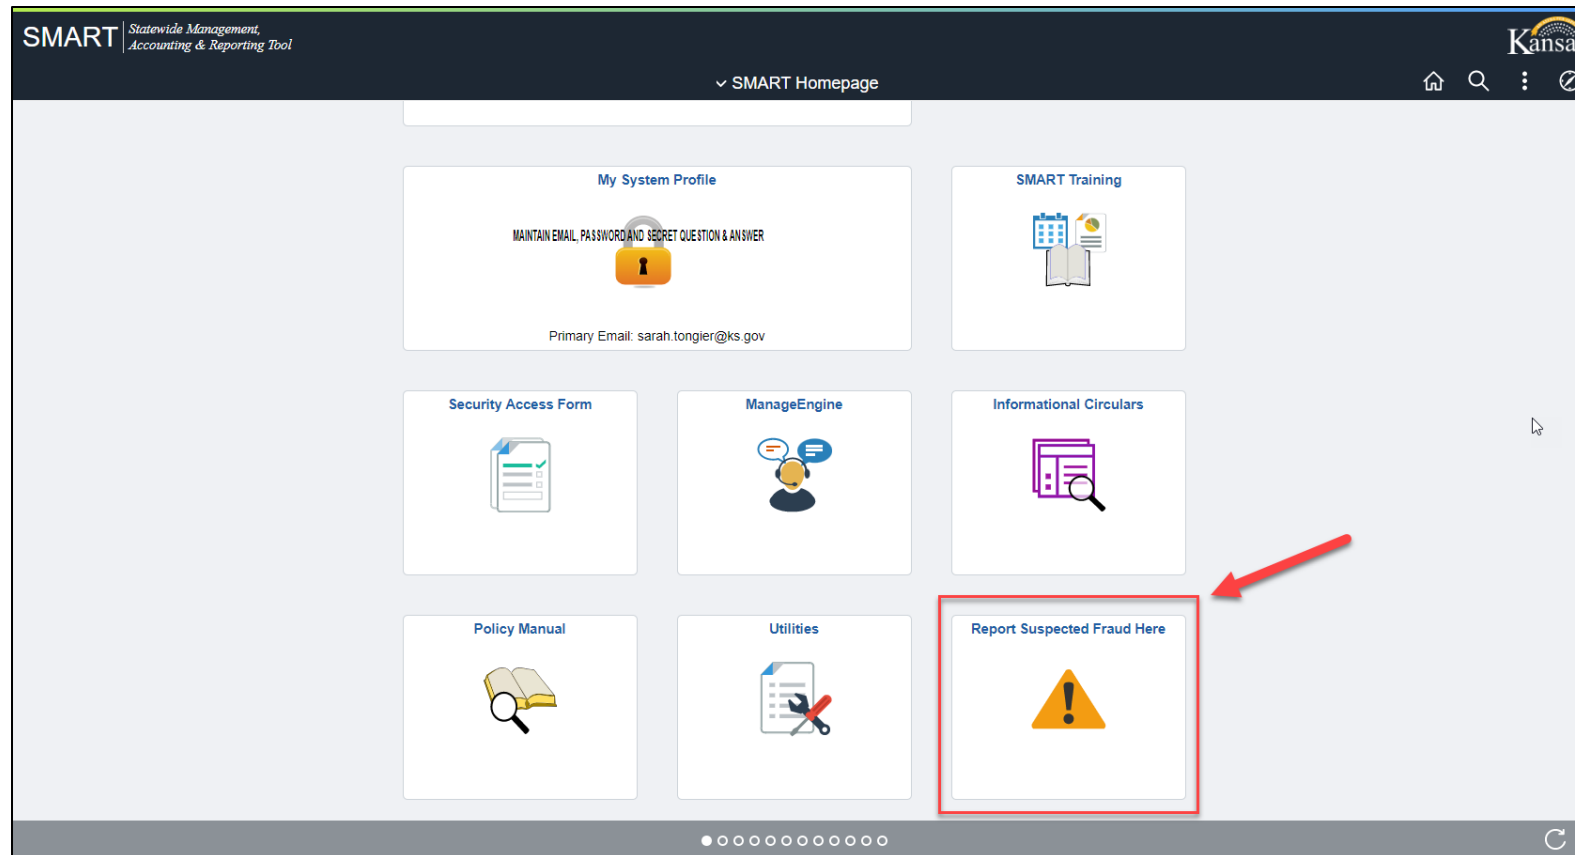 SMART
Statewide Management,
Accounting & Reporting Tool
Kansa
SMART Homepage
My System Profile
MAINTAIN EMAIL, PASSWORD AND SECRET QUESTION & ANSWER
Primary Email: sarah.tongier@ks.gov
SMART Training
Security Access Form
ManageEngine
Informational Circulars
Policy Manual
Utilities
Report Suspected Fraud Here